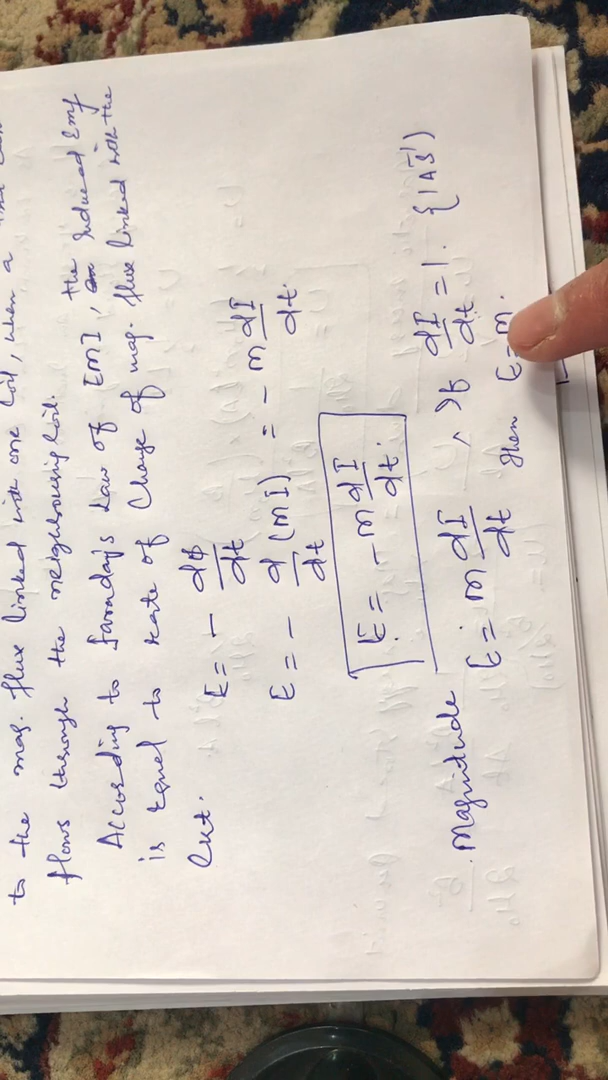 to the mag. flux linked with one coil, when a
flows through the neighbouring coil.
According to faraday's Law of EMI, the Induced Emf
is equal to rate of change of mag. flux linked with the
Cut.
E = - dΦ/dt
E = - d/dt (MI) = - M dI/dt.
E = - M dI/dt.
Magnitude E = M dI/dt, If dI/dt = 1. {1AS⁻¹)
then E = M.